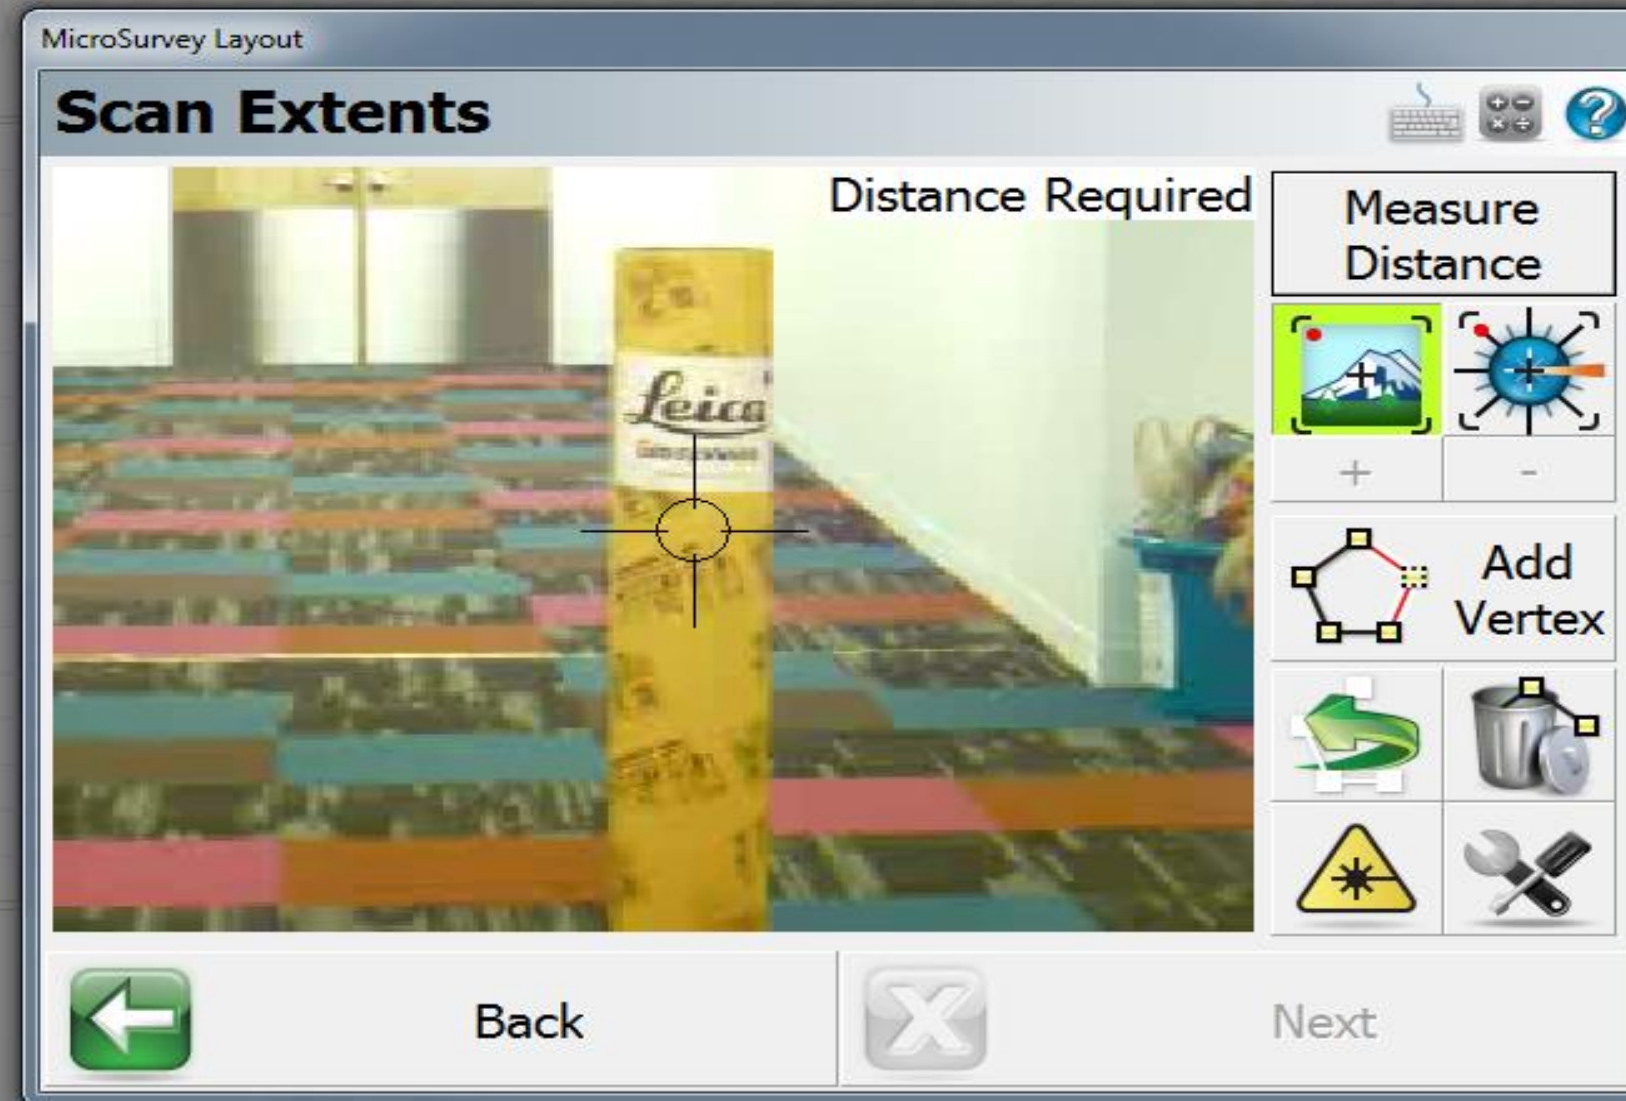 MicroSurvey Layout
Scan Extents
Distance Required
Measure
Distance
Leica
+
-
Add
Vertex
Back
Next